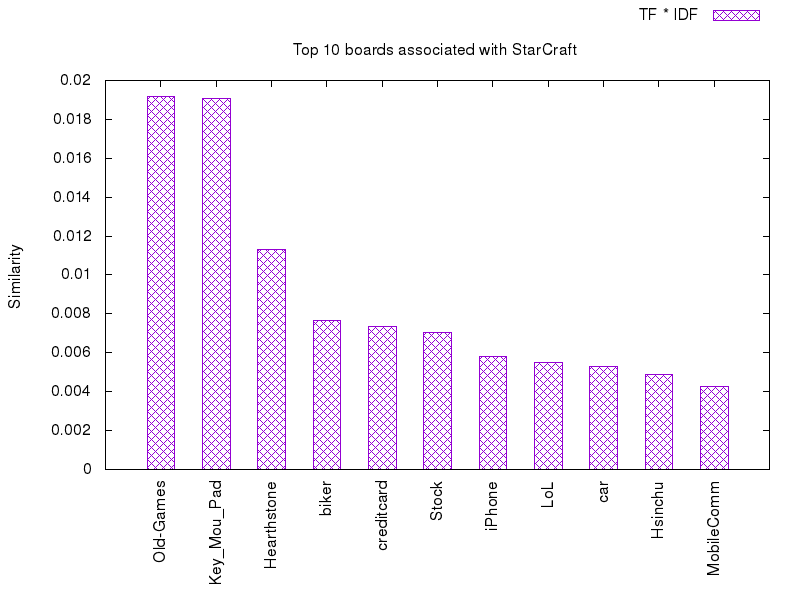 TF * IDF
Top 10 boards associated with StarCraft
0.02
0.018
0.016
0.014
0.012
0.01
0.008
0.006
0.004
0.002
0
Similarity
Old-Games
Key_Mou_Pad
Hearthstone
biker
creditcard
Stock
iPhone
LoL
car
Hsinchu
MobileComm